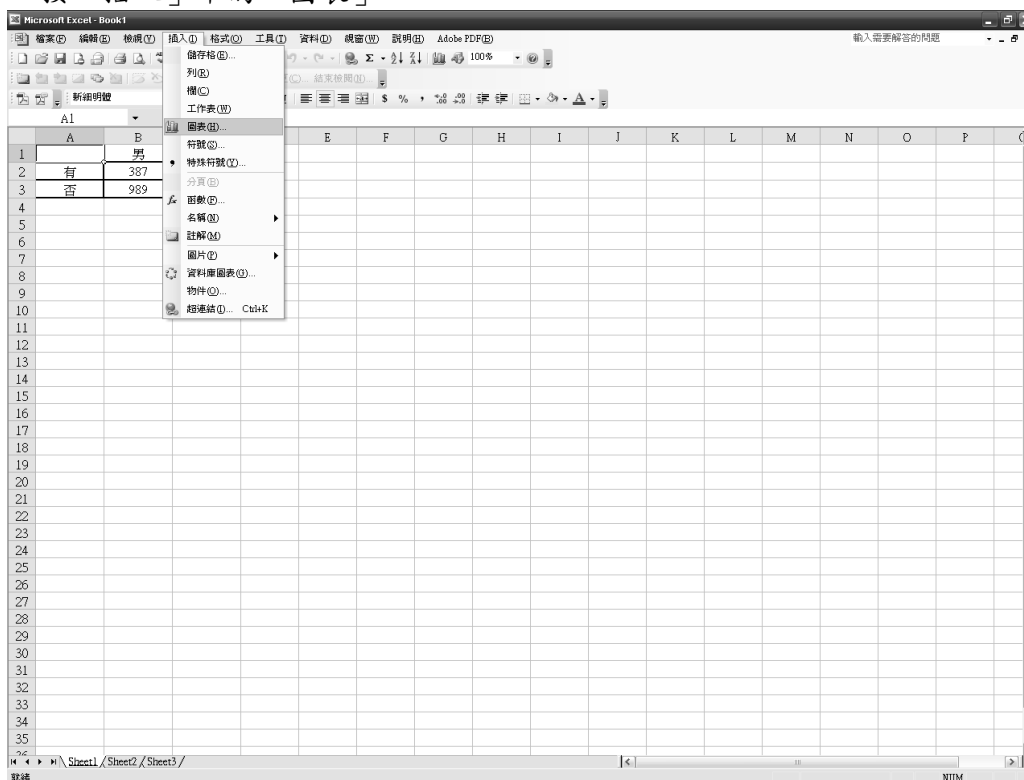 Microsoft Excel - Book1
檔案(F) 編輯(E) 檢視(V) 插入(I) 格式(O) 工具(T) 資料(D) 視窗(W) 說明(H) Adobe PDF(B) 輸入需要解答的問題
儲存格(E)...
列(R)
欄(C)
工作表(W)
圖表(H)...
符號(S)...
特殊符號(Y)...
分頁(B)
函數(F)...
名稱(N)
註解(M)
圖片(P)
資料庫圖表(G)...
物件(O)...
超連結(I)... Ctrl+K
100%
結束檢閱(N)...
新細明體
$ %
A1
A B E F G H I J K L M N O P
1 男
2 有 387
3 否 989
4
5
6
7
8
9
10
11
12
13
14
15
16
17
18
19
20
21
22
23
24
25
26
27
28
29
30
31
32
33
34
35
Sheet1 / Sheet2 / Sheet3 /
就緒 NUM